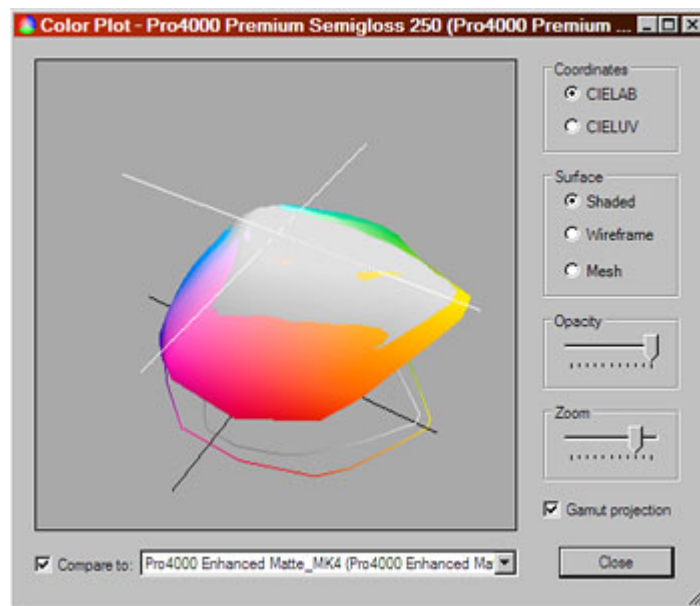 Color Plot - Pro4000 Premium Semigloss 250 (Pro4000 Premium ...
Coordinates
CIELAB
CIELUV
Surface
Shaded
Wireframe
Mesh
Opacity
Zoom
Gamut projection
Compare to: Pro4000 Enhanced Matte_MK4 (Pro4000 Enhanced Ma
Close